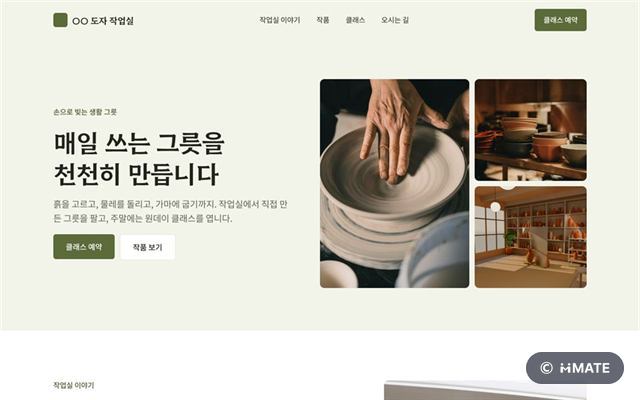 ○○ 도자 작업실
작업실 이야기 작품 클래스 오시는 길
클래스 예약
손으로 빚는 생활 그릇
매일 쓰는 그릇을
천천히 만듭니다
흙을 고르고, 물레를 돌리고, 가마에 굽기까지. 작업실에서 직접 만
든 그릇을 팔고, 주말에는 원데이 클래스를 엽니다.
클래스 예약 작품 보기
작업실 이야기
© MMATE